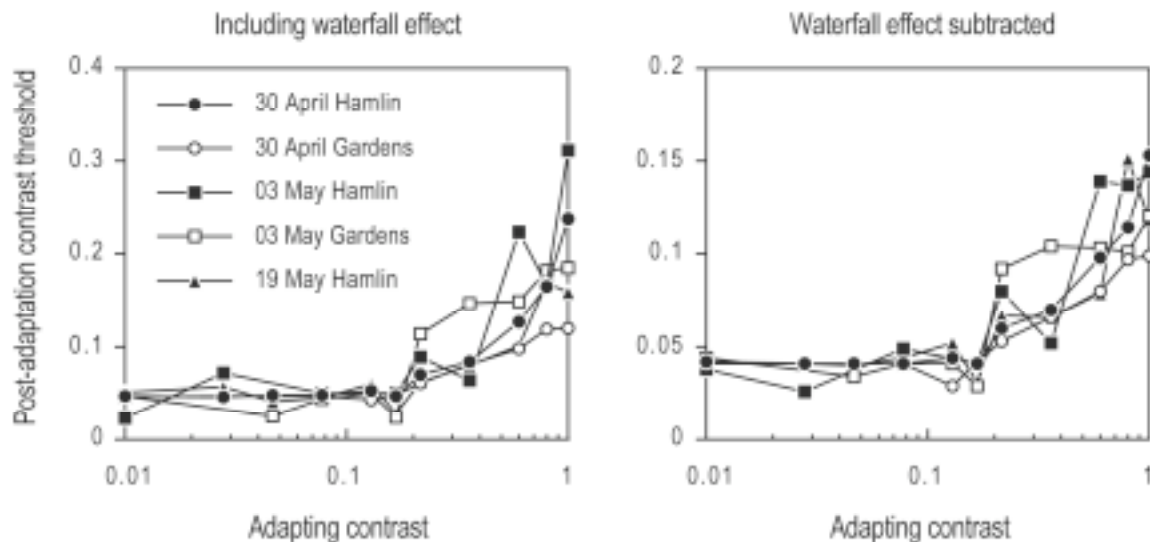 Including waterfall effect
Post-adaptation contrast threshold
0.4
0.3
0.2
0.1
0
30 April Hamlin
30 April Gardens
03 May Hamlin
03 May Gardens
19 May Hamlin
0.01
0.1
1
Adapting contrast
Waterfall effect subtracted
0.2
0.15
0.1
0.05
0
0.01
0.1
1
Adapting contrast